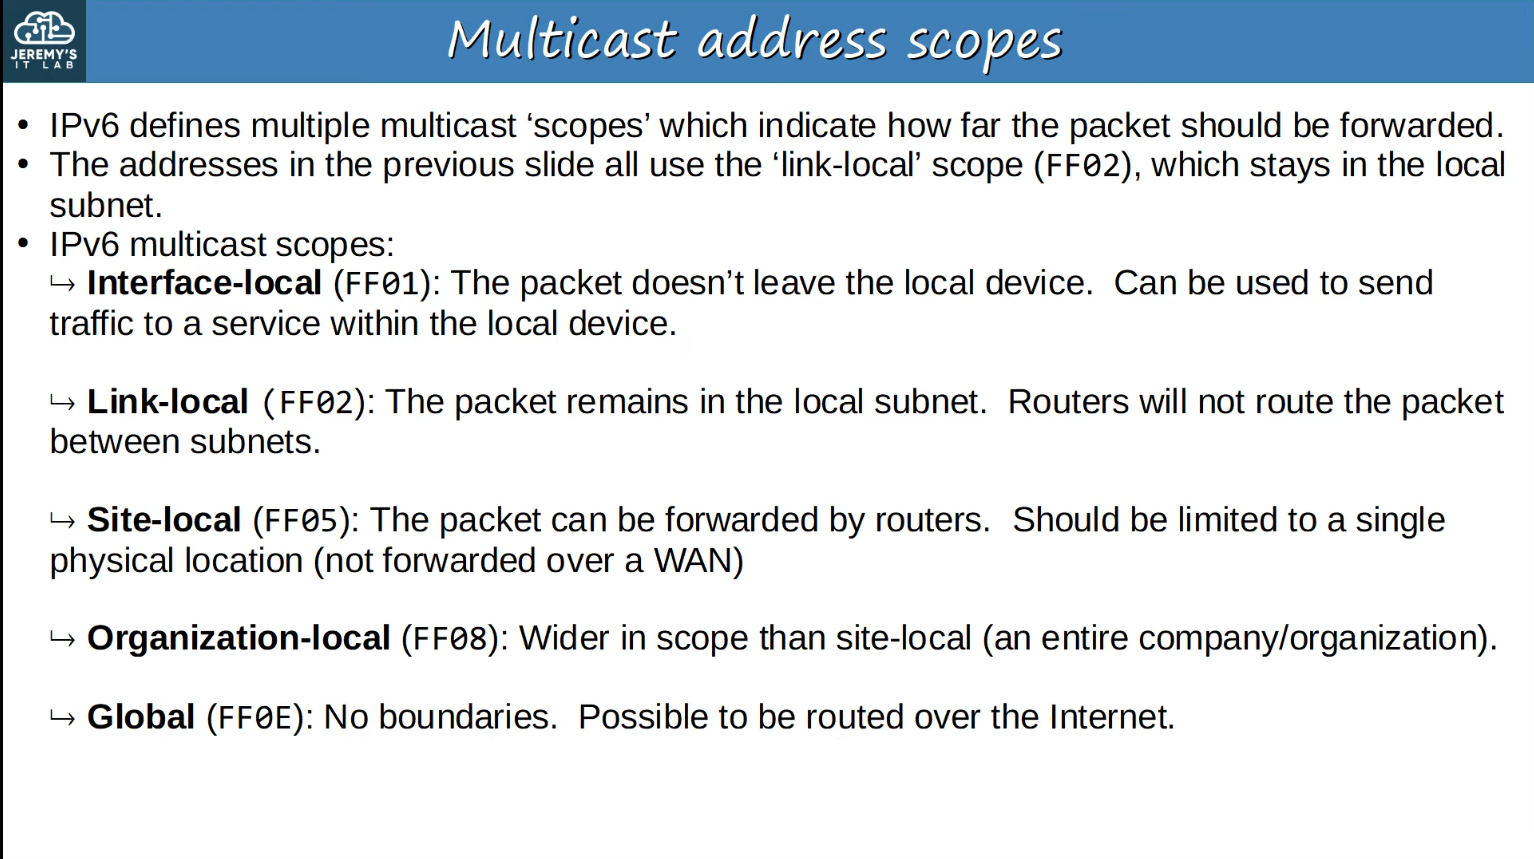 JEREMY'S
IT LAB
Multicast address scopes
• IPv6 defines multiple multicast ‘scopes’ which indicate how far the packet should be forwarded.
• The addresses in the previous slide all use the ‘link-local’ scope (FF02), which stays in the local
subnet.
• IPv6 multicast scopes:
↪ Interface-local (FF01): The packet doesn’t leave the local device.  Can be used to send
traffic to a service within the local device.
↪ Link-local (FF02): The packet remains in the local subnet.  Routers will not route the packet
between subnets.
↪ Site-local (FF05): The packet can be forwarded by routers.  Should be limited to a single
physical location (not forwarded over a WAN)
↪ Organization-local (FF08): Wider in scope than site-local (an entire company/organization).
↪ Global (FF0E): No boundaries.  Possible to be routed over the Internet.